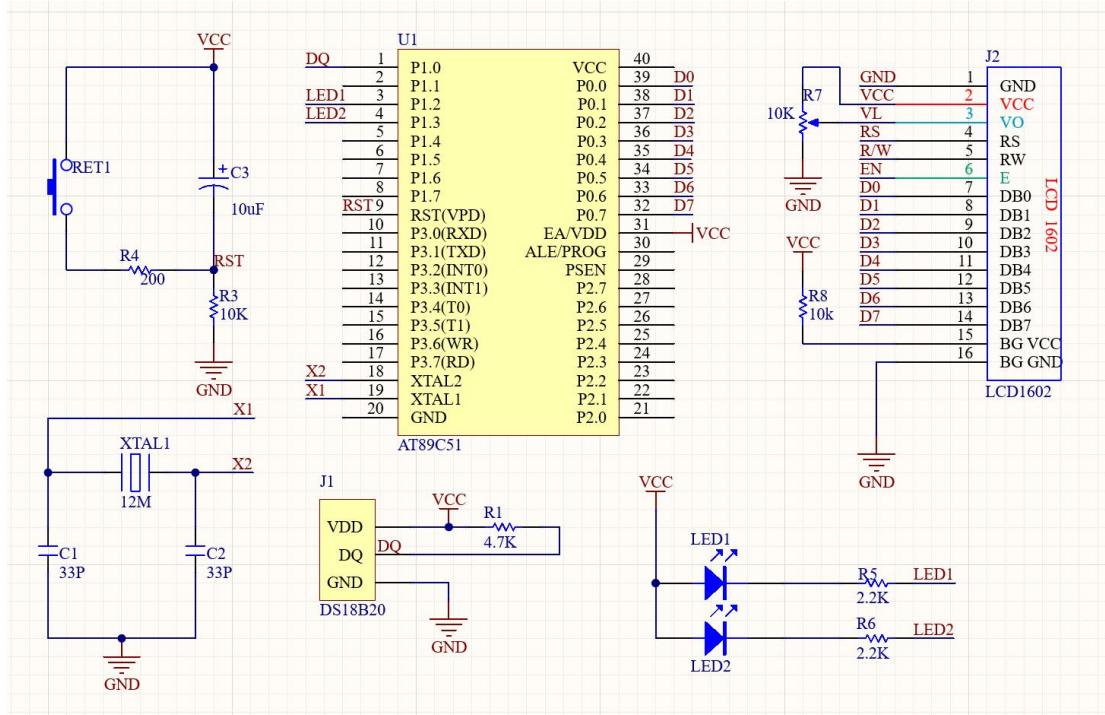 VCC
RET1
C3
10uF
R4
200
RST
R3
10K
GND
X1
XTAL1
X2
12M
C1
33P
C2
33P
GND
U1
DQ 1 P1.0
2 P1.1
LED1 3 P1.2
LED2 4 P1.3
5 P1.4
6 P1.5
7 P1.6
8 P1.7
RST 9 RST(VPD)
10 P3.0(RXD)
11 P3.1(TXD)
12 P3.2(INT0)
13 P3.3(INT1)
14 P3.4(T0)
15 P3.5(T1)
16 P3.6(WR)
17 P3.7(RD)
X2 18 XTAL2
X1 19 XTAL1
20 GND
VCC 40
P0.0 39 D0
P0.1 38 D1
P0.2 37 D2
P0.3 36 D3
P0.4 35 D4
P0.5 34 D5
P0.6 33 D6
P0.7 32 D7
EA/VDD 31 VCC
ALE/PROG 30
PSEN 29
P2.7 28
P2.6 27
P2.5 26
P2.4 25
P2.3 24
P2.2 23
P2.1 22
P2.0 21
AT89C51
J1
VDD
DQ
GND
DS18B20
VCC
R1
4.7K
DQ
GND
R7
10K
GND
VCC
R8
10k
J2
GND 1 GND
VCC 2 VCC
VL 3 VO
RS 4 RS
R/W 5 RW
EN 6 E
D0 7 DB0
D1 8 DB1
D2 9 DB2
D3 10 DB3
D4 11 DB4
D5 12 DB5
D6 13 DB6
D7 14 DB7
15 BG VCC
16 BG GND
LCD 1602
LCD1602
GND
VCC
LED1
R5
2.2K
LED1
LED2
R6
2.2K
LED2